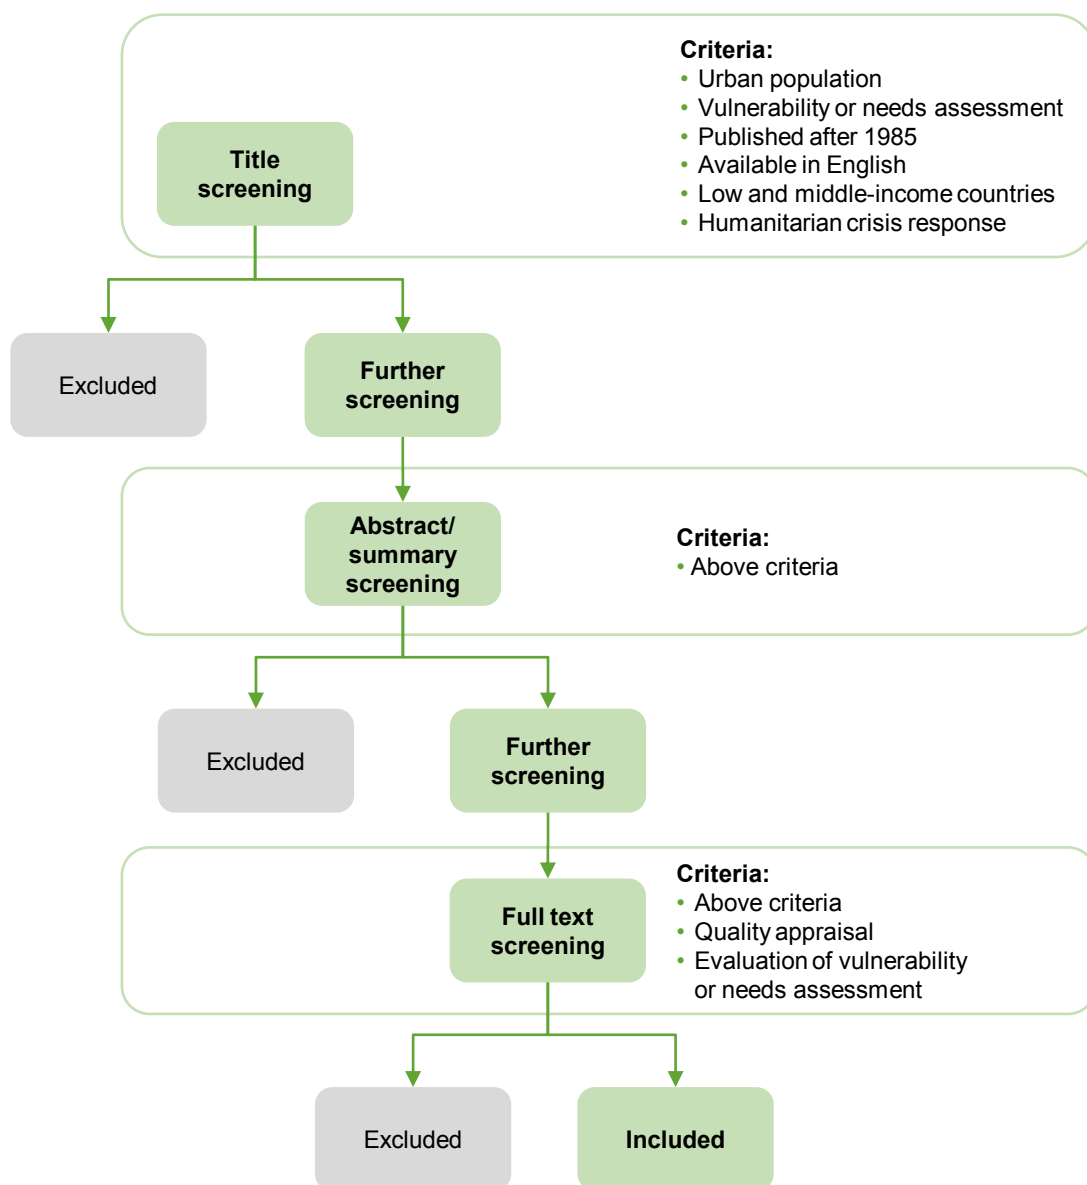 Criteria:
• Urban population
• Vulnerability or needs assessment
• Published after 1985
• Available in English
• Low and middle-income countries
• Humanitarian crisis response
Title
screening
Excluded
Further
screening
Abstract/
summary
screening
Criteria:
• Above criteria
Excluded
Further
screening
Full text
screening
Criteria:
• Above criteria
• Quality appraisal
• Evaluation of vulnerability
or needs assessment
Excluded
Included